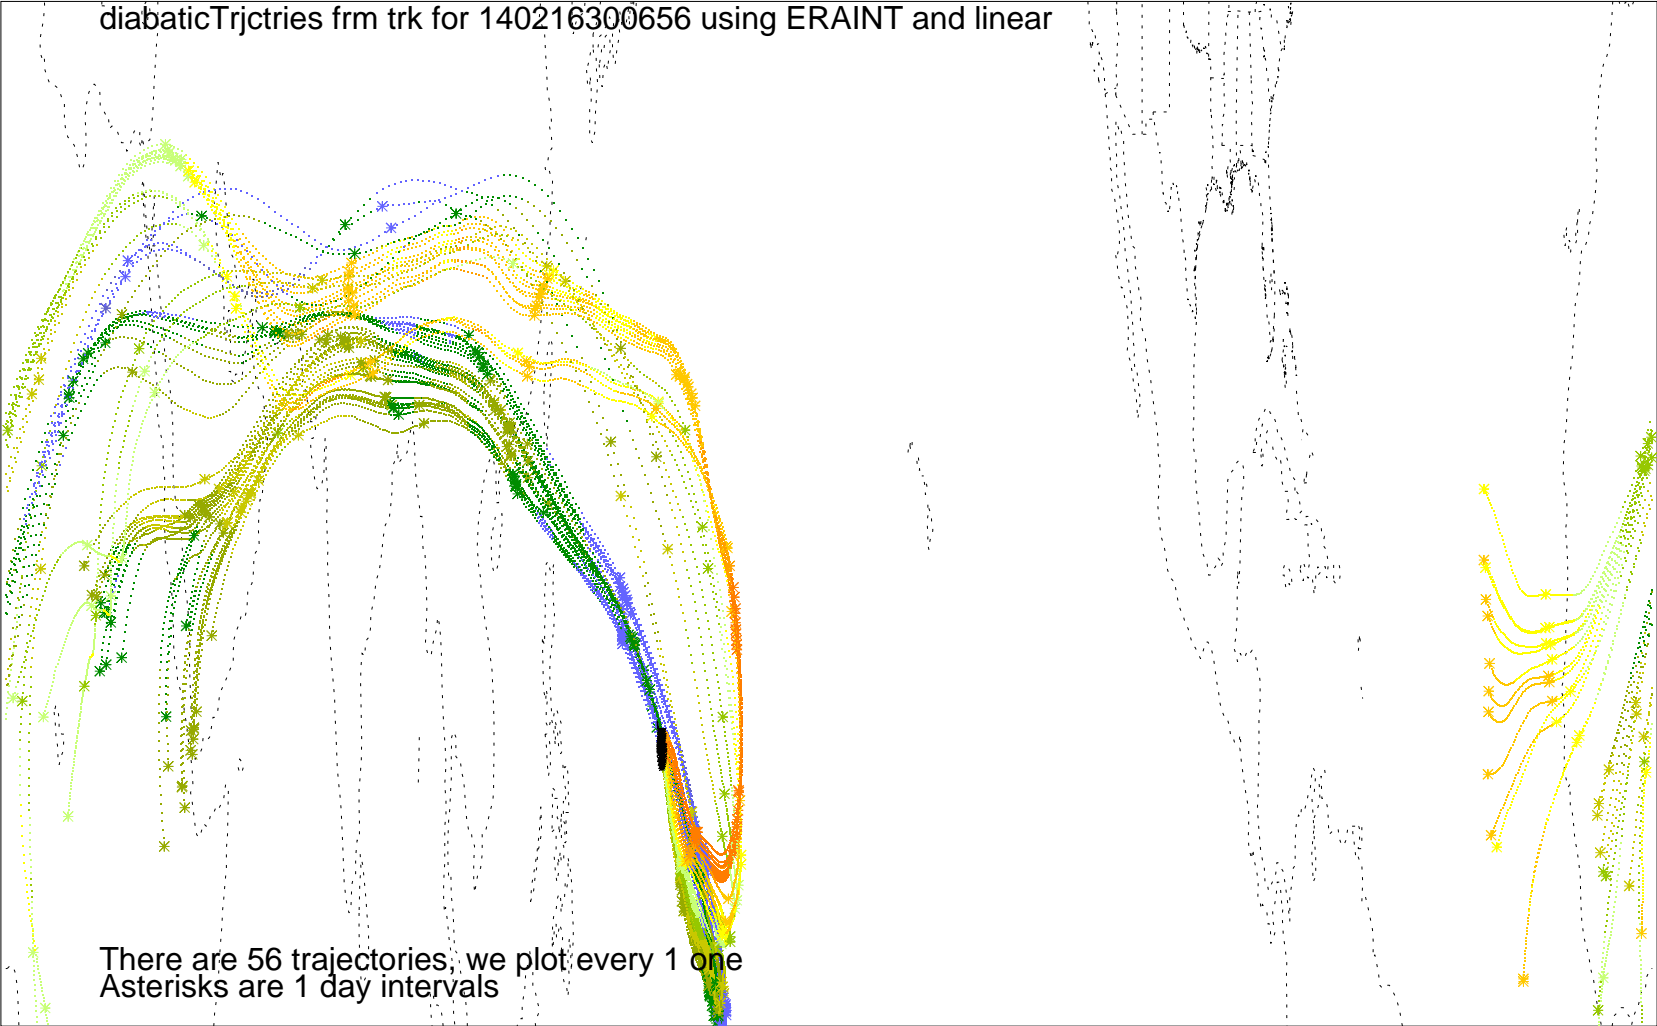 diabaticTrjctries frm trk for 140216300656 using ERAINT and linear
There are 56 trajectories, we plot every 1 one
Asterisks are 1 day intervals